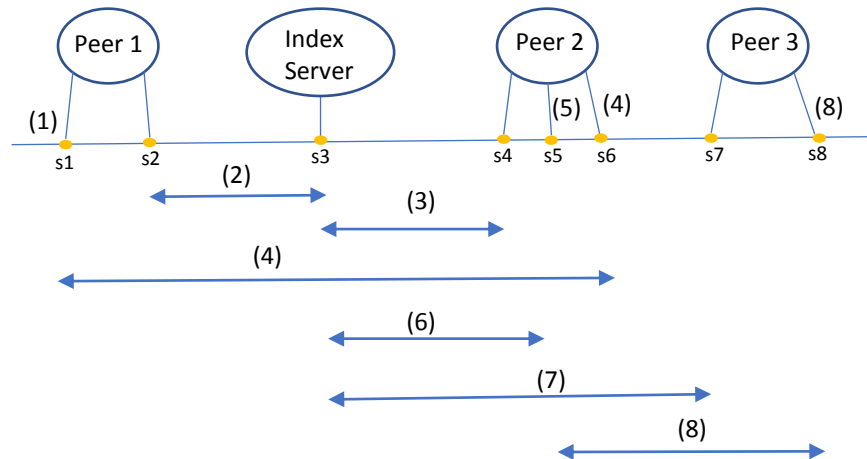 Peer 1
Index
Server
Peer 2
Peer 3
(1)
(5)
(4)
(8)
s1
s2
s3
s4
s5
s6
s7
s8
(2)
(3)
(4)
(6)
(7)
(8)